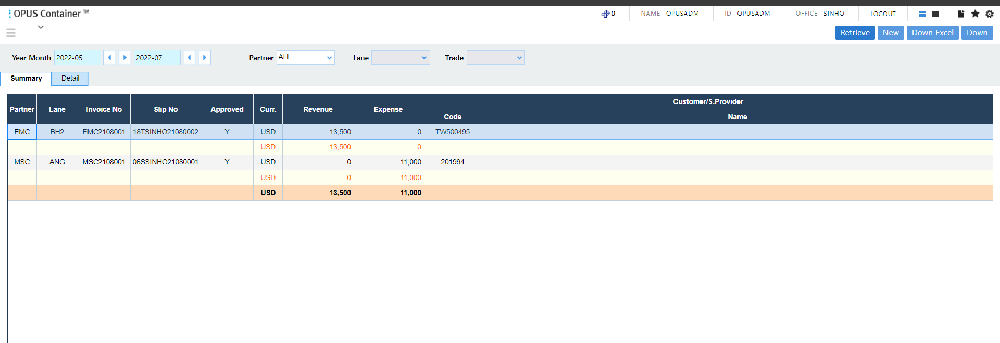 OPUS Container ™
0
NAME OPUSADM
ID OPUSADM
OFFICE SINHO
LOGOUT
Retrieve
New
Down Excel
Down
Year Month 2022-05 2022-07 Partner ALL Lane Trade
Summary Detail
Partner Lane Invoice No Slip No Approved Curr. Revenue Expense Customer/S.Provider
Code Name
EMC BH2 EMC2108001 18TSINHO21080002 Y USD 13,500 0 TW500495
USD 13,500 0
MSC ANG MSC2108001 06SSINHO21080001 Y USD 0 11,000 201994
USD 0 11,000
USD 13,500 11,000